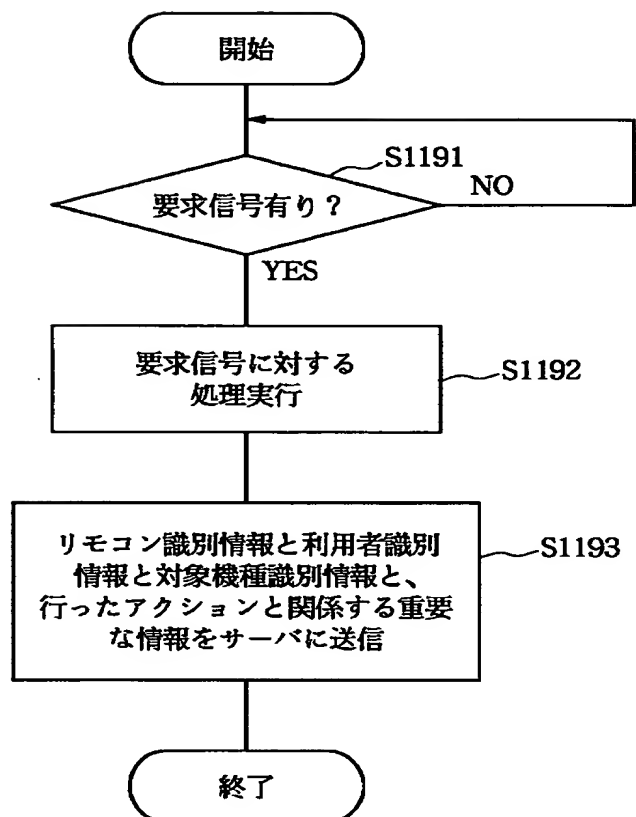 開始
S1191
要求信号有り？
NO
YES
要求信号に対する
処理実行
S1192
リモコン識別情報と利用者識別
情報と対象機種識別情報と、
行ったアクションと関係する重要
な情報をサーバに送信
S1193
終了